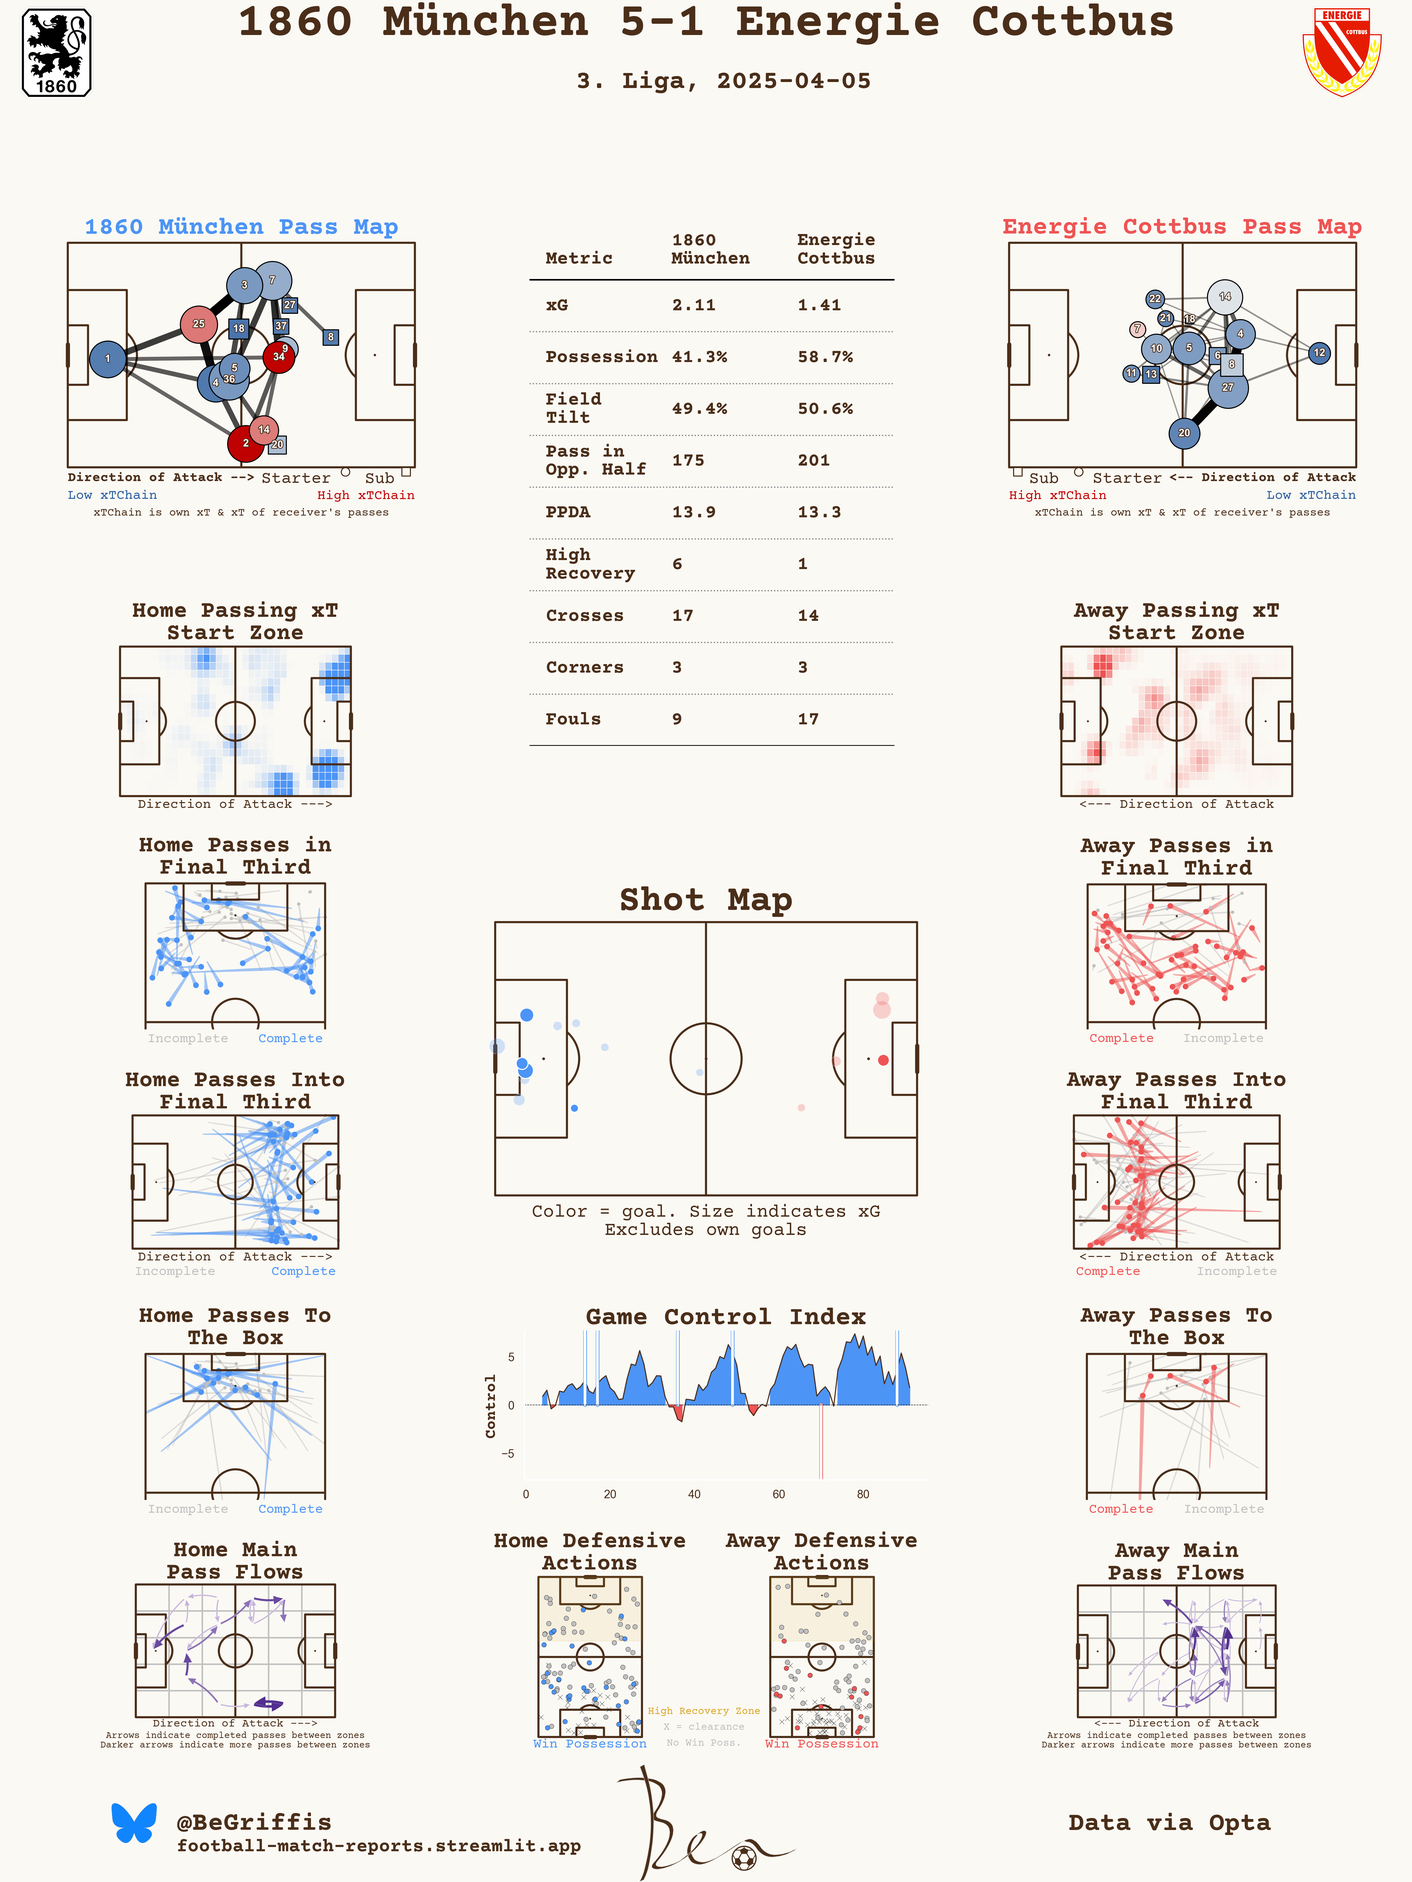 1860 München 5-1 Energie Cottbus
3. Liga, 2025-04-05
1860
ENERGIE
COTTBUS
1860 München Pass Map
3
7
27
25
18
37
8
9
1
5
34
4
36
14
2
20
Direction of Attack --> Starter Sub
Low xTChain High xTChain
xTChain is own xT & xT of receiver's passes
Metric 1860 München Energie Cottbus
xG 2.11 1.41
Possession 41.3% 58.7%
Field Tilt 49.4% 50.6%
Pass in Opp. Half 175 201
PPDA 13.9 13.3
High Recovery 6 1
Crosses 17 14
Corners 3 3
Fouls 9 17
Energie Cottbus Pass Map
22
14
21
18
7
4
10
5
6
12
8
11
13
27
20
Sub Starter <-- Direction of Attack
High xTChain Low xTChain
xTChain is own xT & xT of receiver's passes
Home Passing xT
Start Zone
Direction of Attack --->
Away Passing xT
Start Zone
<--- Direction of Attack
Home Passes in
Final Third
Incomplete Complete
Away Passes in
Final Third
Complete Incomplete
Shot Map
Color = goal. Size indicates xG
Excludes own goals
Home Passes Into
Final Third
Direction of Attack --->
Incomplete Complete
Away Passes Into
Final Third
<--- Direction of Attack
Complete Incomplete
Home Passes To
The Box
Incomplete Complete
Game Control Index
Control
5
0
−5
0 20 40 60 80
Away Passes To
The Box
Complete Incomplete
Home Main
Pass Flows
Direction of Attack --->
Arrows indicate completed passes between zones
Darker arrows indicate more passes between zones
Home Defensive
Actions
Win Possession
High Recovery Zone
X = clearance
No Win Poss.
Away Defensive
Actions
Win Possession
Away Main
Pass Flows
<--- Direction of Attack
Arrows indicate completed passes between zones
Darker arrows indicate more passes between zones
@BeGriffis
football-match-reports.streamlit.app
Ben
Data via Opta